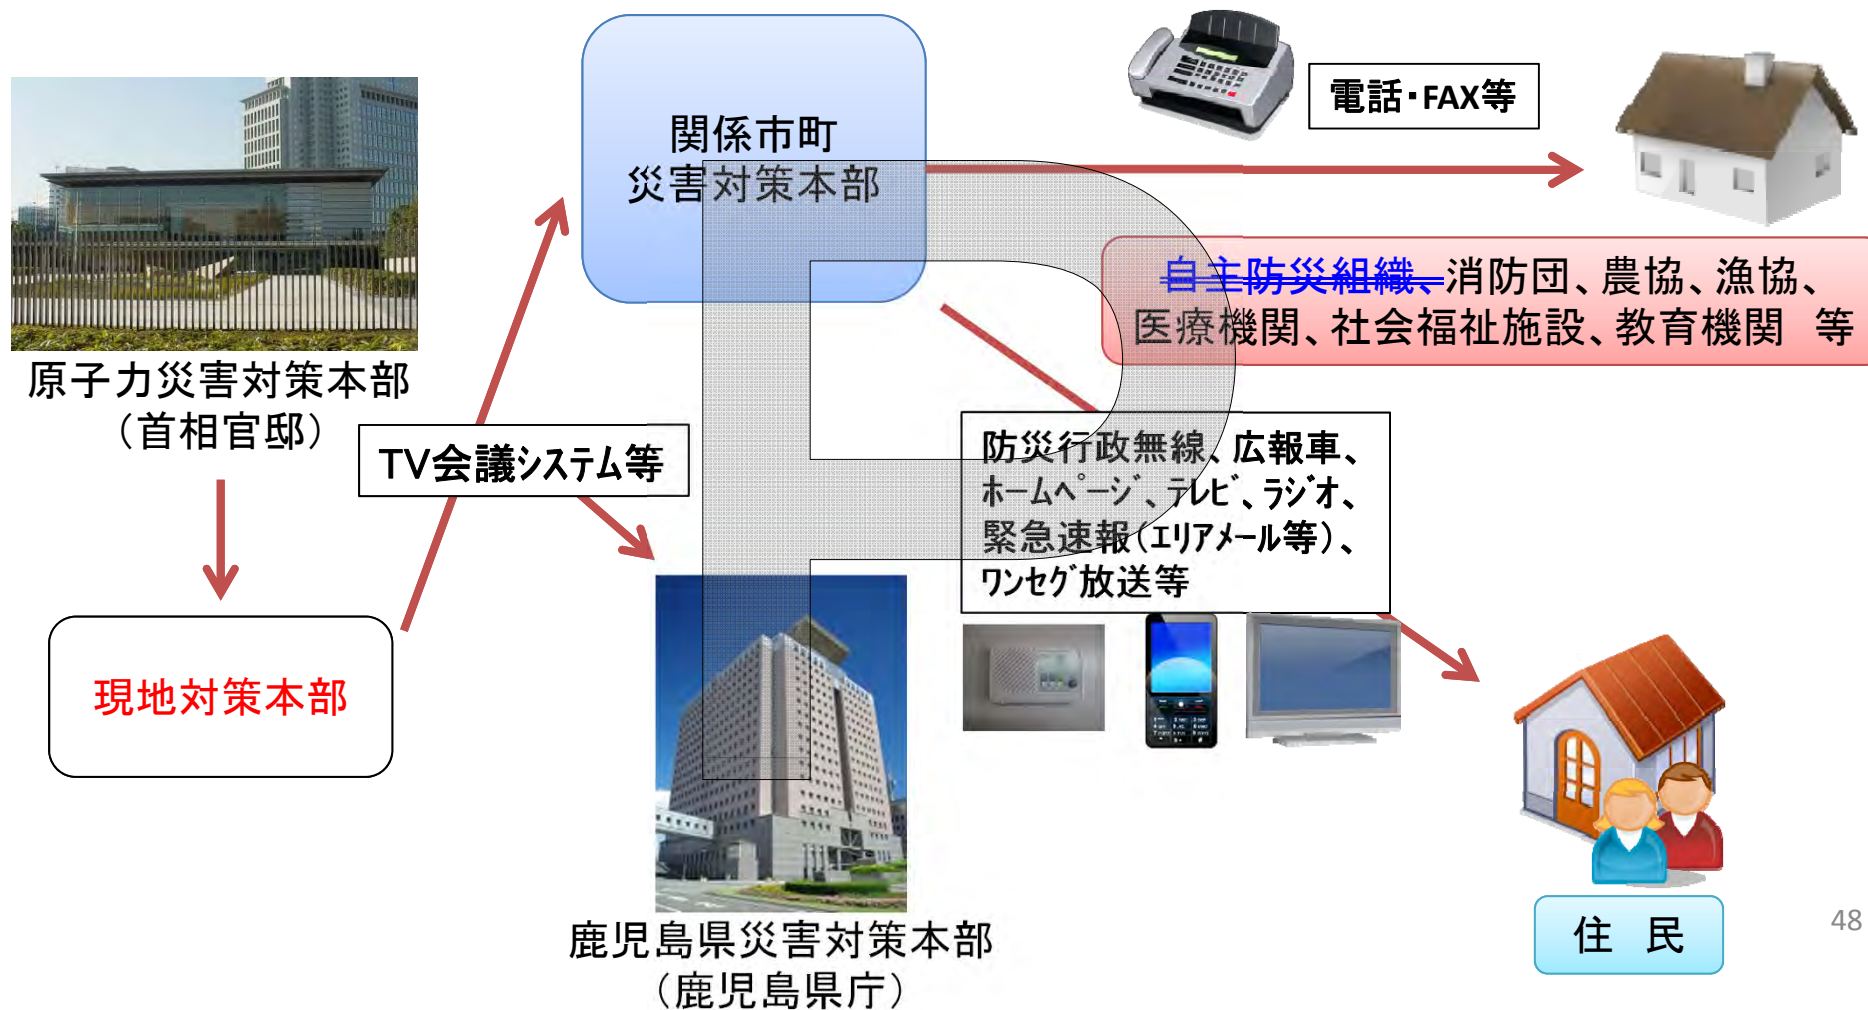 関係市町
災害対策本部
電話・FAX等
自主防災組織、消防団、農協、漁協、
医療機関、社会福祉施設、教育機関　等
原子力災害対策本部
（首相官邸）
TV会議システム等
防災行政無線、広報車、
ﾎｰﾑﾍﾟｰｼﾞ、ﾃﾚﾋﾞ、ﾗｼﾞｵ、
緊急速報（ｴﾘｱﾒｰﾙ等）、
ﾜﾝｾｸﾞ放送等
現地対策本部
鹿児島県災害対策本部
（鹿児島県庁）
住　民
48
P